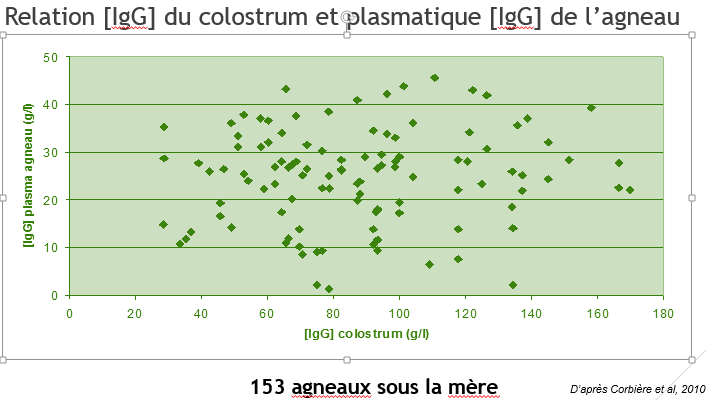 Relation [IgG] du colostrum et plasmatique [IgG] de l'agneau
50
40
30
20
10
0
[IgG] plasma agneau (g/l)
0 20 40 60 80 100 120 140 160 180
[IgG] colostrum (g/l)
153 agneaux sous la mère
D'après Corbière et al, 2010